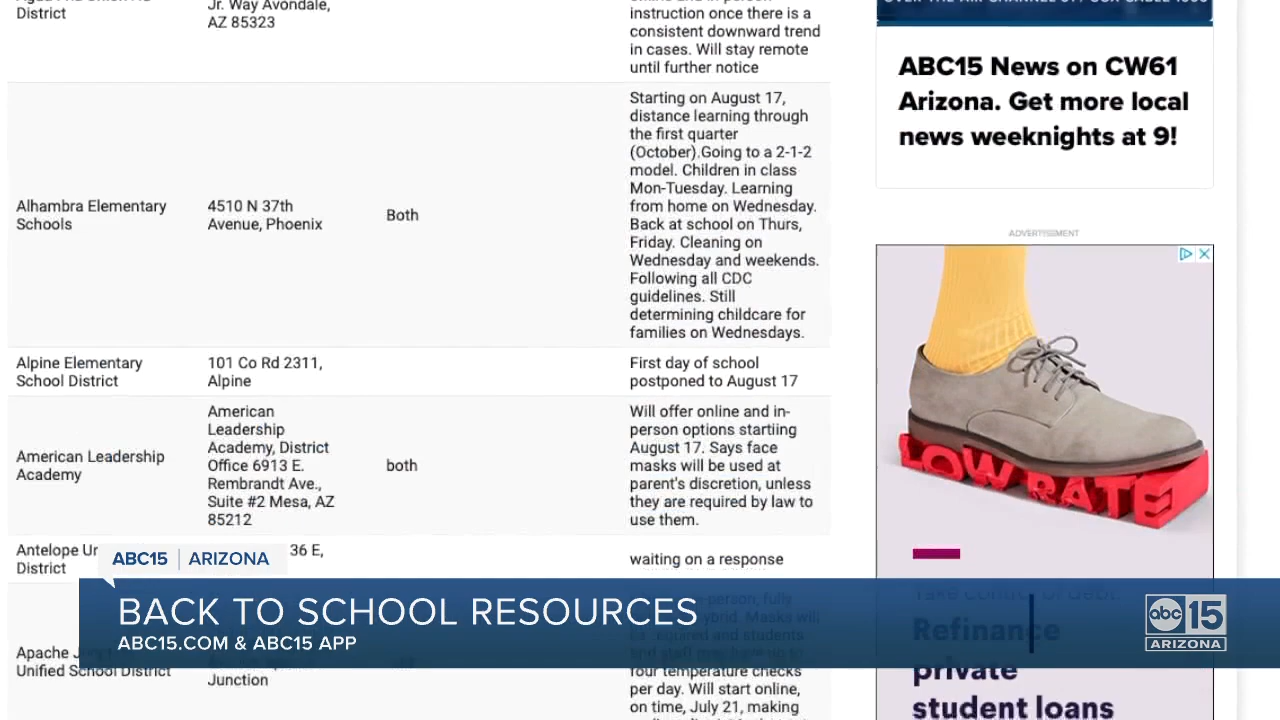 District
Jr. Way Avondale,
AZ 85323
instruction once there is a
consistent downward trend
in cases. Will stay remote
until further notice
Alhambra Elementary
Schools
4510 N 37th
Avenue, Phoenix
Both
Starting on August 17,
distance learning through
the first quarter
(October).Going to a 2-1-2
model. Children in class
Mon-Tuesday. Learning
from home on Wednesday.
Back at school on Thurs,
Friday. Cleaning on
Wednesday and weekends.
Following all CDC
guidelines. Still
determining childcare for
families on Wednesdays.
Alpine Elementary
School District
101 Co Rd 2311,
Alpine
First day of school
postponed to August 17
American Leadership
Academy
American
Leadership
Academy, District
Office 6913 E.
Rembrandt Ave.,
Suite #2 Mesa, AZ
85212
both
Will offer online and in-
person options startiing
August 17. Says face
masks will be used at
parent's discretion, unless
they are required by law to
use them.
Antelope
District
36 E,
waiting on a response
Apache
Unified School District
Junction
four temperature checks
per day. Will start online,
on time, July 21, making
ABC15 News on CW61
Arizona. Get more local
news weeknights at 9!
ADVERTISEMENT
LOW RATE
Take control of debt.
Refinance
private
student loans
ABC15 | ARIZONA
BACK TO SCHOOL RESOURCES
ABC15.COM & ABC15 APP
abc 15
ARIZONA